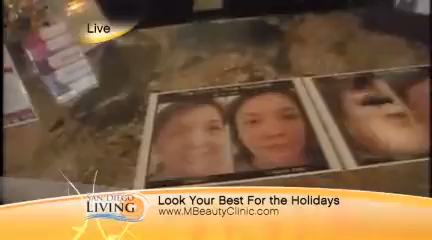 Live
SAN DIEGO
LIVING
Look Your Best For the Holidays
www.MBeautyClinic.com